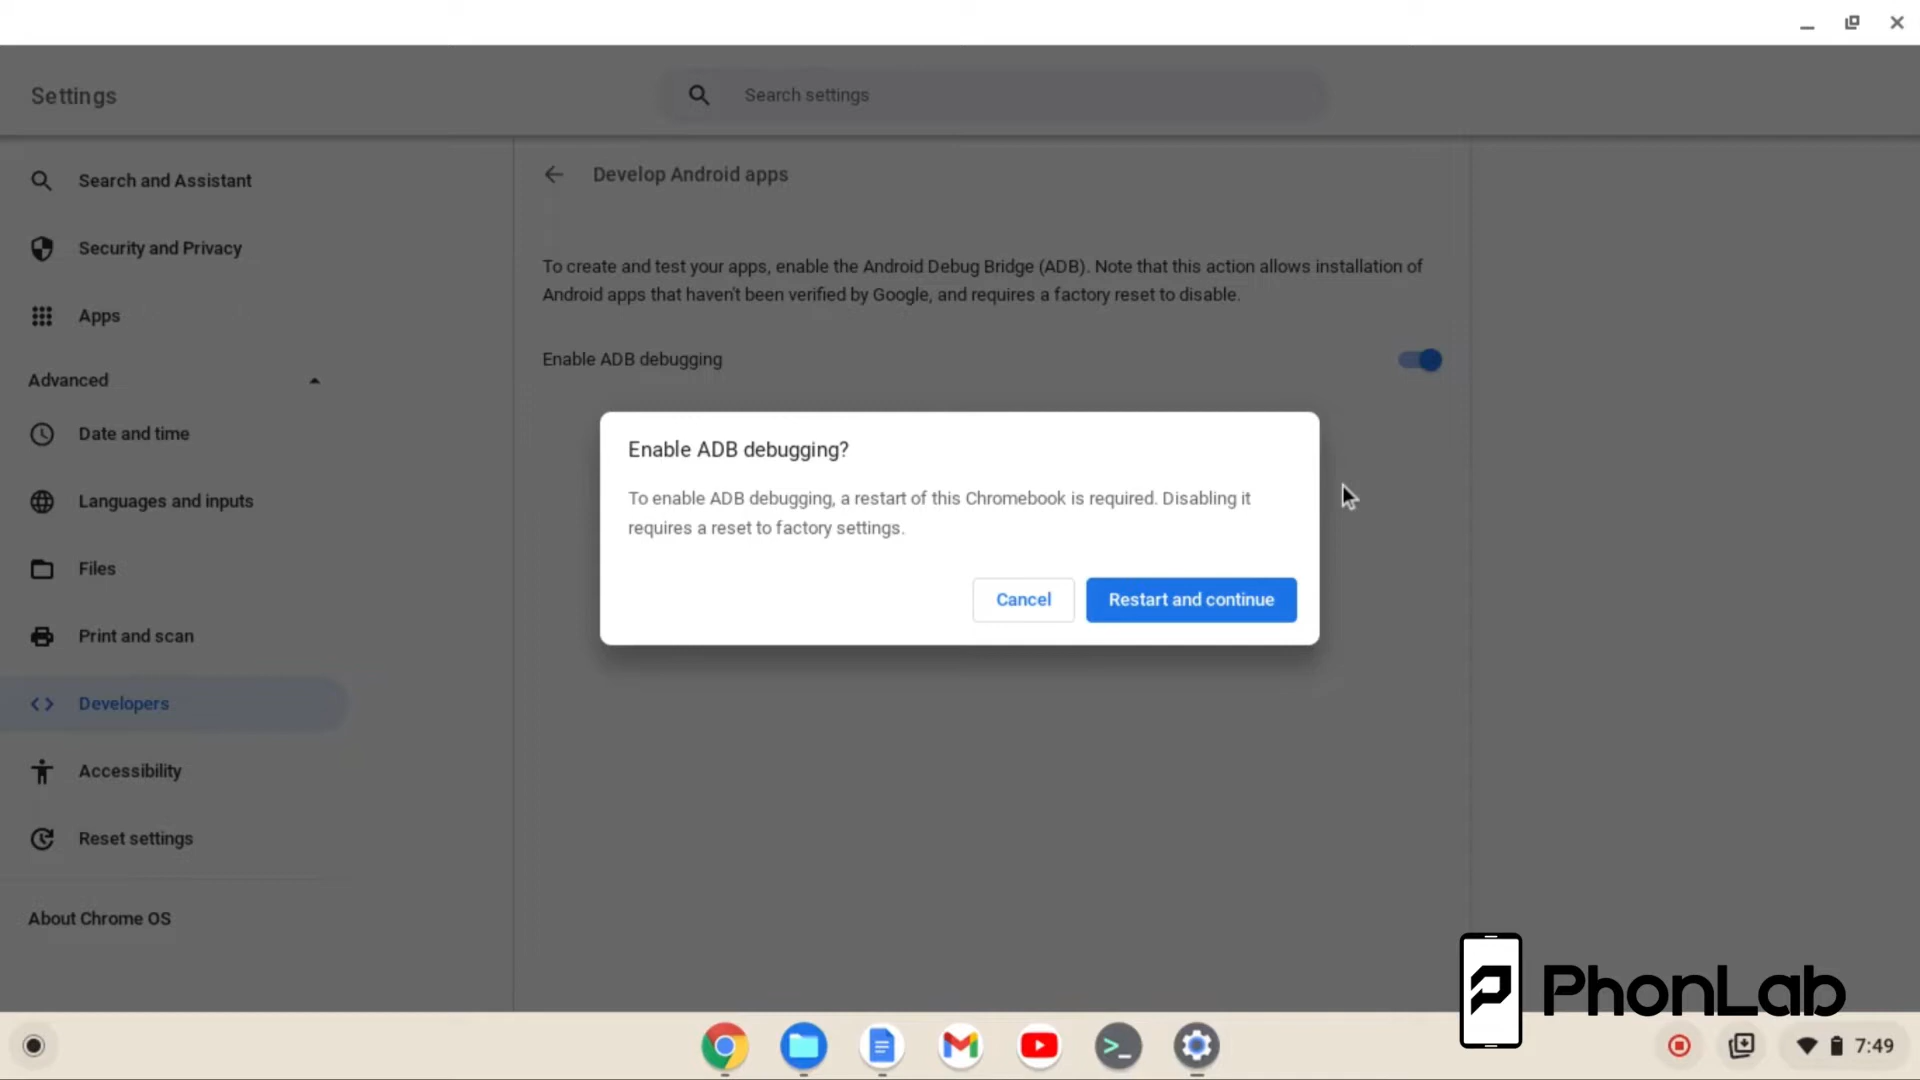 Settings
Search settings
Search and Assistant
Security and Privacy
Apps
Advanced
Date and time
Languages and inputs
Files
Print and scan
Developers
Accessibility
Reset settings
About Chrome OS
Develop Android apps
To create and test your apps, enable the Android Debug Bridge (ADB). Note that this action allows installation of
Android apps that haven't been verified by Google, and requires a factory reset to disable.
Enable ADB debugging
Enable ADB debugging?
To enable ADB debugging, a restart of this Chromebook is required. Disabling it
requires a reset to factory settings.
Cancel
Restart and continue
PhonLab
7:49